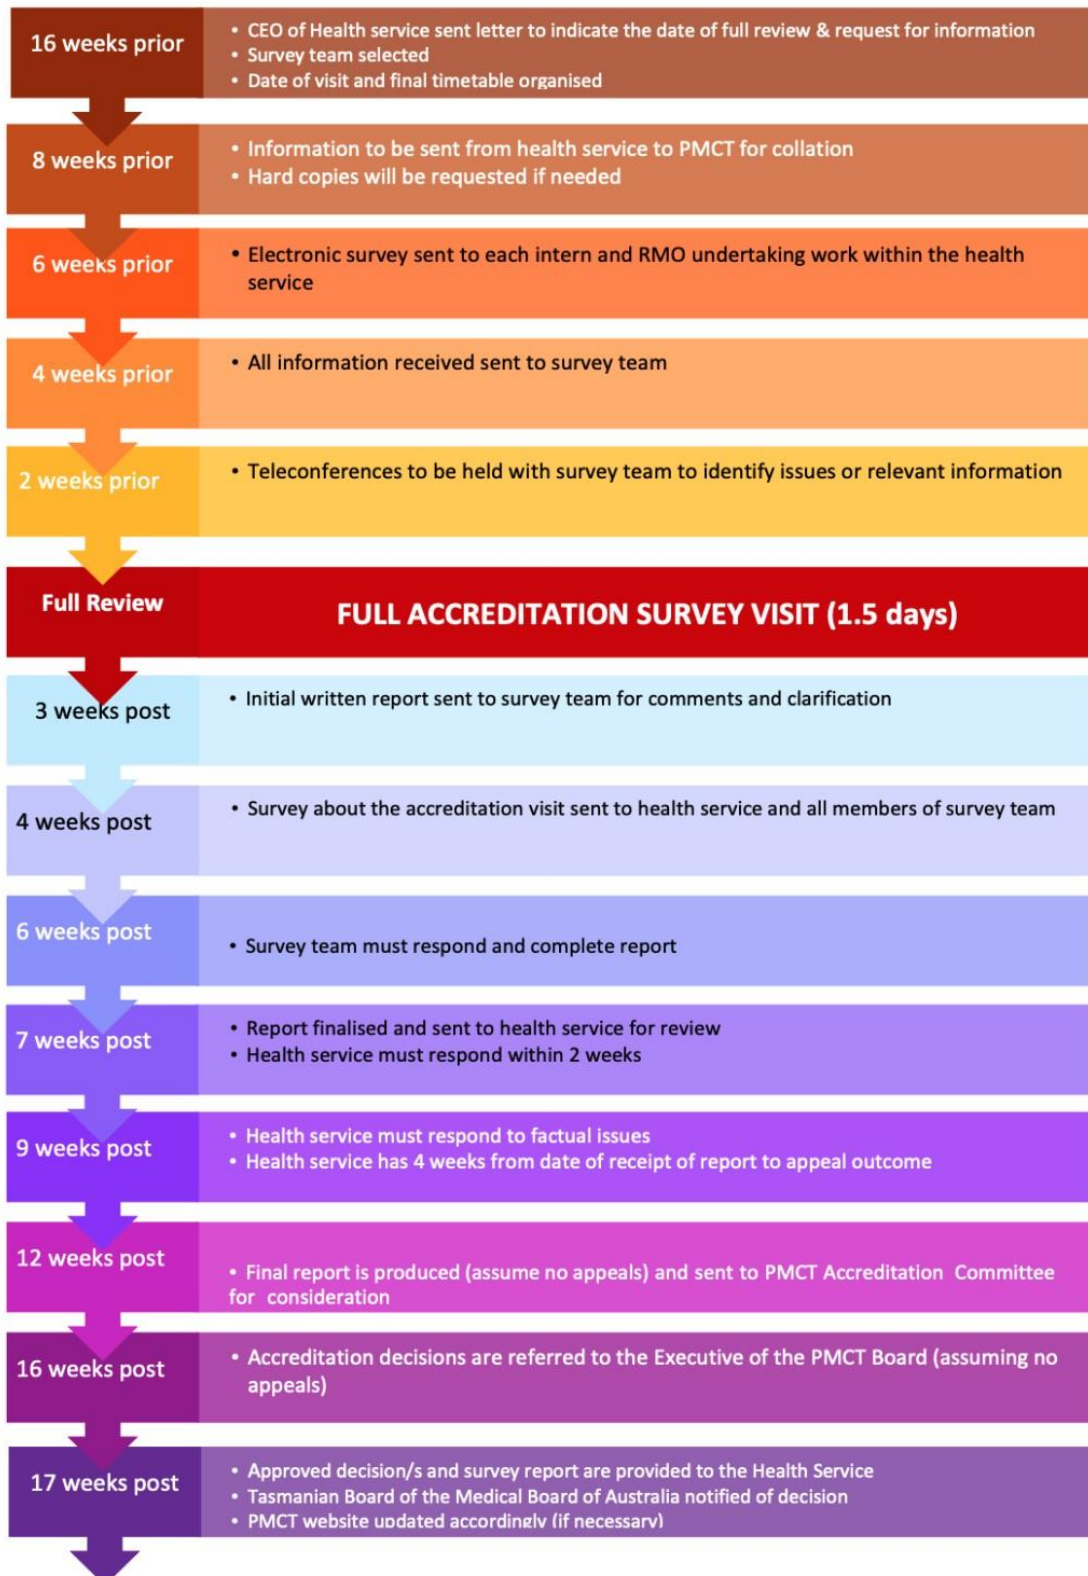 16 weeks prior
• CEO of Health service sent letter to indicate the date of full review & request for information
• Survey team selected
• Date of visit and final timetable organised
8 weeks prior
• Information to be sent from health service to PMCT for collation
• Hard copies will be requested if needed
6 weeks prior
• Electronic survey sent to each intern and RMO undertaking work within the health
service
4 weeks prior
• All information received sent to survey team
2 weeks prior
• Teleconferences to be held with survey team to identify issues or relevant information
Full Review
FULL ACCREDITATION SURVEY VISIT (1.5 days)
3 weeks post
• Initial written report sent to survey team for comments and clarification
4 weeks post
• Survey about the accreditation visit sent to health service and all members of survey team
6 weeks post
• Survey team must respond and complete report
7 weeks post
• Report finalised and sent to health service for review
• Health service must respond within 2 weeks
9 weeks post
• Health service must respond to factual issues
• Health service has 4 weeks from date of receipt of report to appeal outcome
12 weeks post
• Final report is produced (assume no appeals) and sent to PMCT Accreditation Committee
for consideration
16 weeks post
• Accreditation decisions are referred to the Executive of the PMCT Board (assuming no
appeals)
17 weeks post
• Approved decision/s and survey report are provided to the Health Service
• Tasmanian Board of the Medical Board of Australia notified of decision
• PMCT website updated accordingly (if necessary)